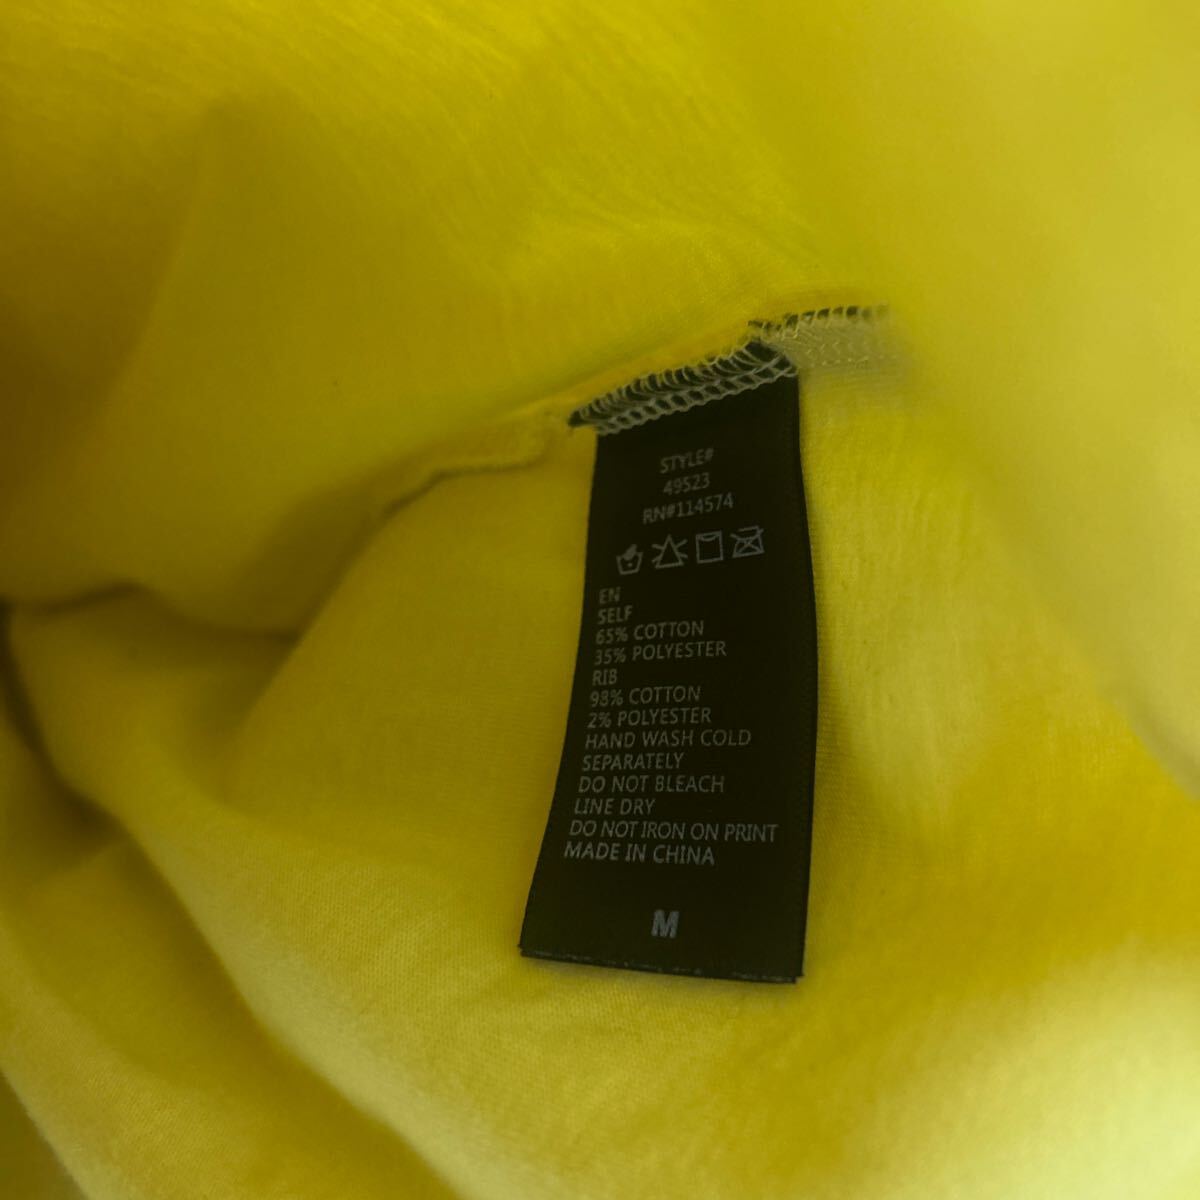 STYLE#
49523
RN#114574
EN
SELF
65% COTTON
35% POLYESTER
RIB
98% COTTON
2% POLYESTER
HAND WASH COLD
SEPARATELY
DO NOT BLEACH
LINE DRY
DO NOT IRON ON PRINT
MADE IN CHINA
M